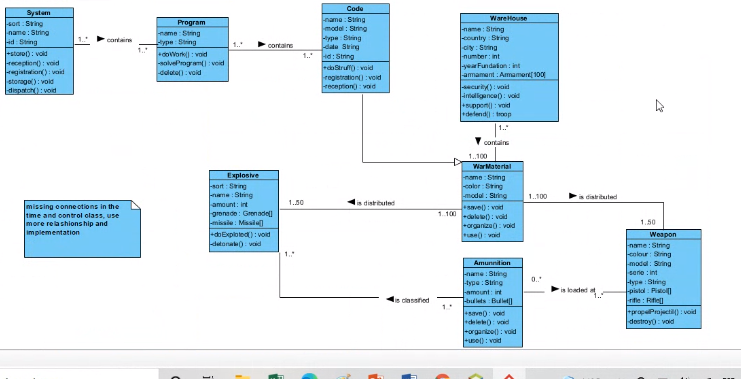 System
-sort : String
-name : String
-id : String
+store() : void
-reception() : void
-registration() : void
-storage() : void
-dispatch() : void
1..*
contains
1..*
Program
-name : String
-type : String
+doWork() : void
-solveProgram() : void
-delete() : void
1..*
contains
1..*
Code
-name : String
-model : String
-type : String
-date String
-id : String
+doStruff() : void
-registration() : void
-reception() : void
WareHouse
-name : String
-country : String
-city : String
-number : int
-yearFundation : int
-armament : Armament[100]
-security() : void
-intelligence() : void
+support() : void
+defend() : troop
1..*
contains
1..100
WarMaterial
-name : String
-color : String
-model : String
+save() : void
+delete() : void
+organize() : void
+use() : void
Explosive
-sort : String
-name : String
-amount : int
-grenade : Grenade[]
-missile : Missile[]
+doExploted() : void
-detonate() : void
1..50
is distributed
1..100
1..100
is distributed
1..50
Weapon
-name : String
-colour : String
-model : String
-serie : int
-type : String
-pistol : Pistol[]
-rifle : Rifle[]
+propelProjectil() : void
-destroy() : void
missing connections in the
time and control class, use
more relashionship and
implementation
1..*
is classified
1..*
Amunnition
-name : String
-type : String
-amount : int
-bullets : Bullet[]
+save() : void
+delete() : void
+organize() : void
+use() : void
0..*
is loaded at
1..*